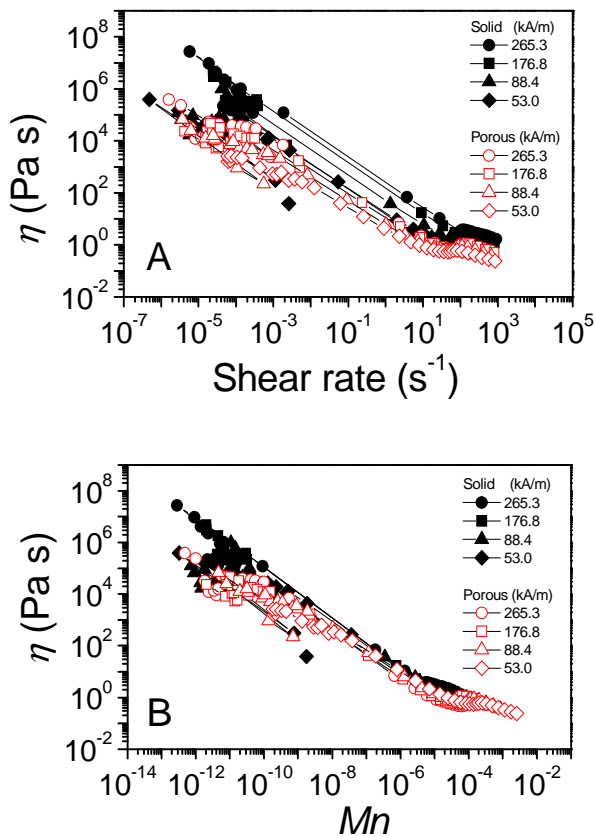 10^8
10^6
10^4
10^2
10^0
10^-2
η (Pa s)
A
Solid (kA/m)
265.3
176.8
88.4
53.0
Porous (kA/m)
265.3
176.8
88.4
53.0
10^-7 10^-5 10^-3 10^-1 10^1 10^3 10^5
Shear rate (s^-1)
10^8
10^6
10^4
10^2
10^0
10^-2
η (Pa s)
B
Solid (kA/m)
265.3
176.8
88.4
53.0
Porous (kA/m)
265.3
176.8
88.4
53.0
10^-14 10^-12 10^-10 10^-8 10^-6 10^-4 10^-2
Mn